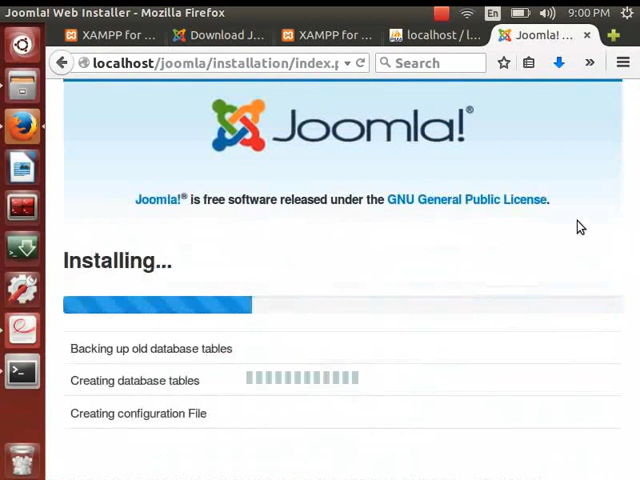 Joomla! Web Installer - Mozilla Firefox
En
9:00 PM
XAMPP for ...
Download J...
XAMPP for ...
localhost / l...
Joomla! ...
localhost/joomla/installation/index.p
Search
Joomla!®
Joomla!® is free software released under the GNU General Public License.
Installing...
Backing up old database tables
Creating database tables
Creating configuration File